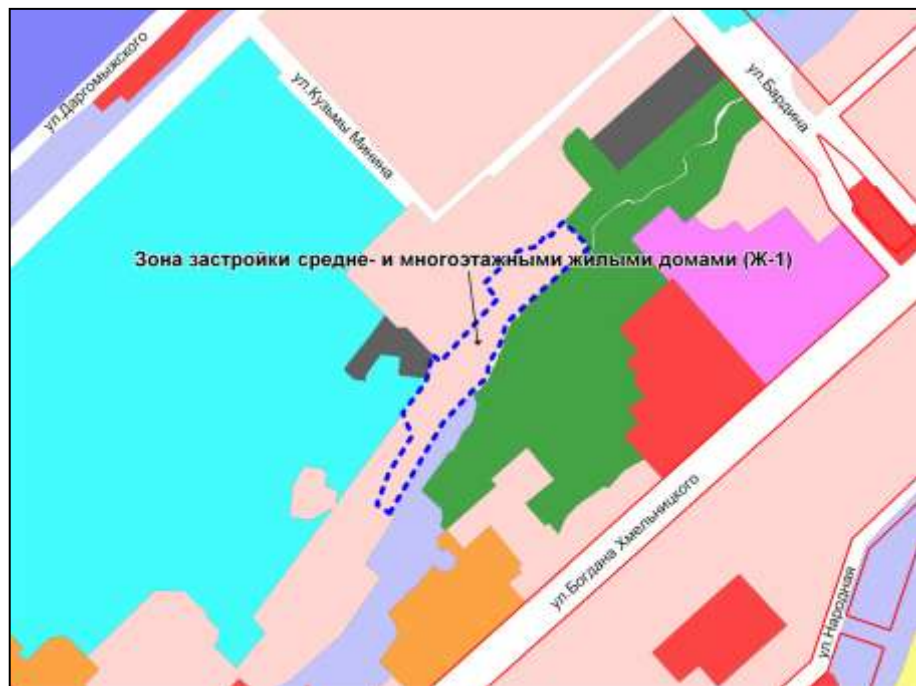 ул.Даргомыжского
ул.Кузьмы Минина
ул.Бардина
Зона застройки средне- и многоэтажными жилыми домами (Ж-1)
ул.Богдана Хмельницкого
ул.Народная